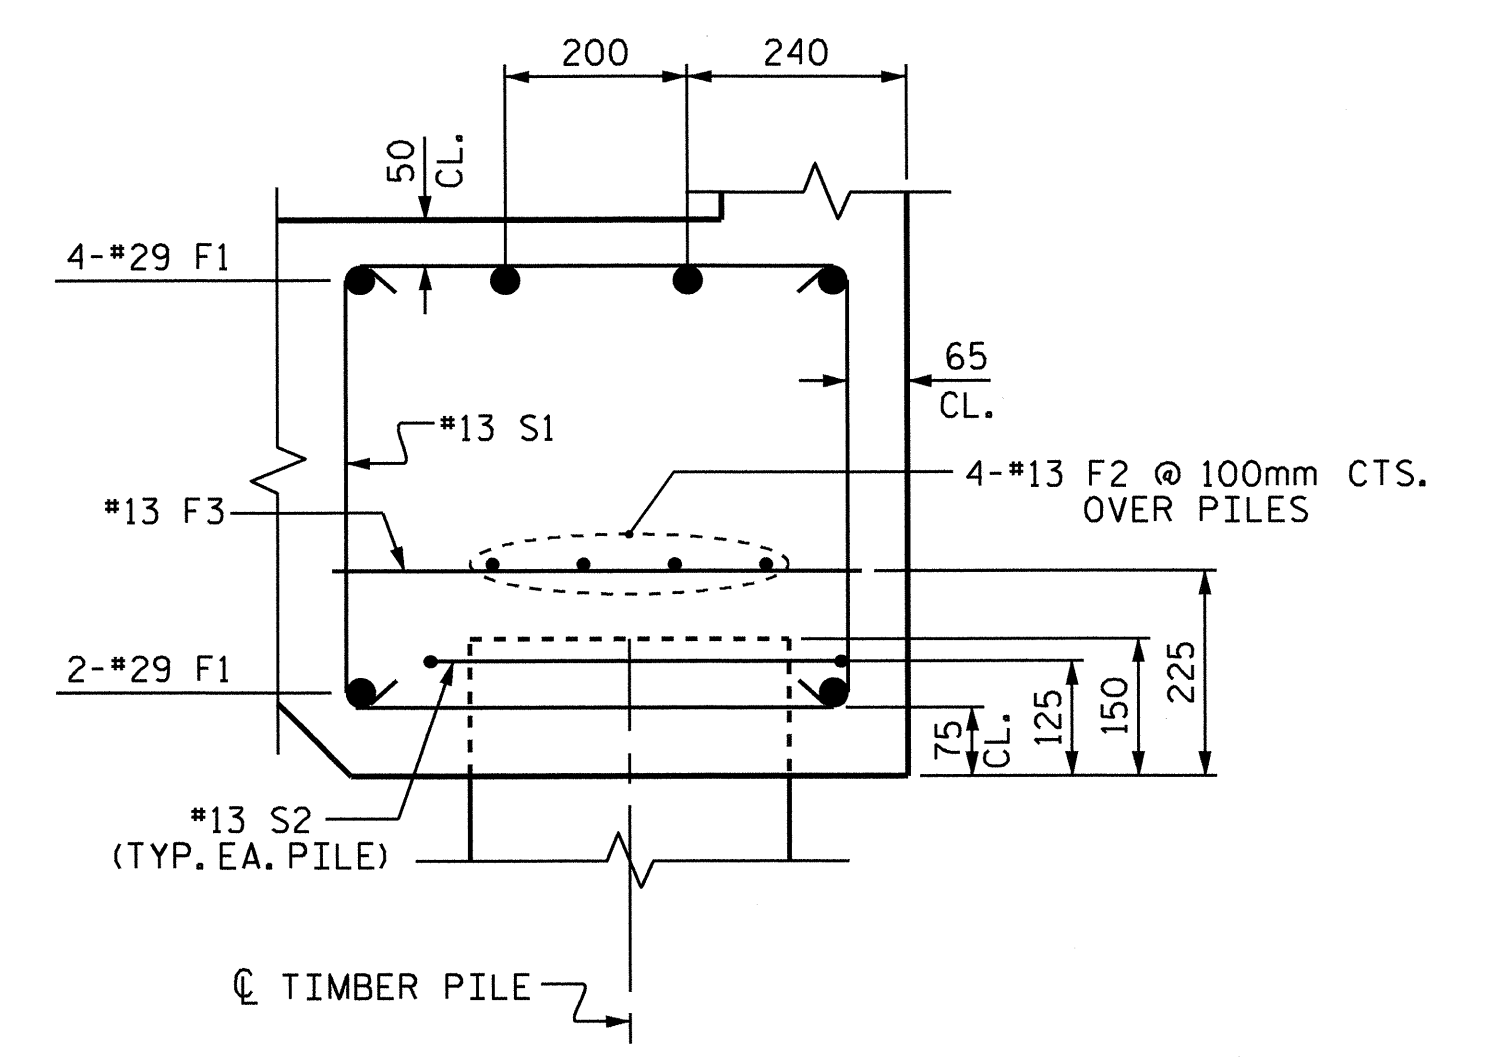 200
240
50
CL.
4-#29 F1
65
CL.
#13 S1
4-#13 F2 @ 100mm CTS.
OVER PILES
#13 F3
2-#29 F1
75
CL.
125
150
225
#13 S2
(TYP. EA. PILE)
℄ TIMBER PILE